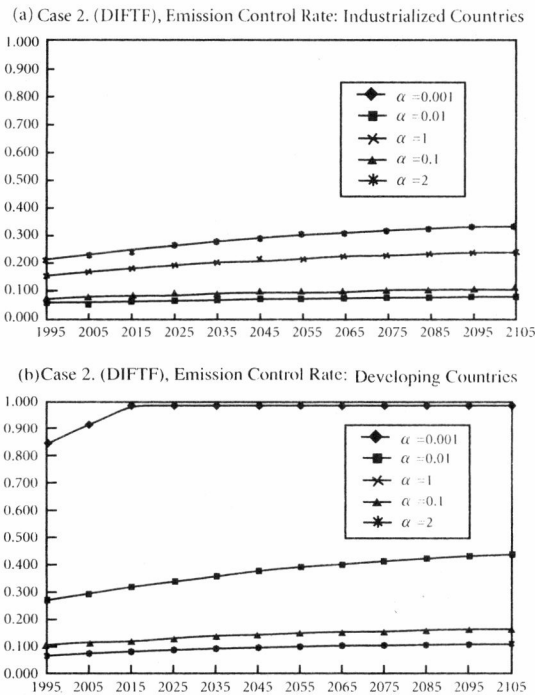 (a) Case 2. (DIFTF), Emission Control Rate: Industrialized Countries
1.000
0.900
0.800
0.700
0.600
0.500
0.400
0.300
0.200
0.100
0.000
α =0.001
α =0.01
α =1
α =0.1
α =2
1995 2005 2015 2025 2035 2045 2055 2065 2075 2085 2095 2105
(b)Case 2. (DIFTF), Emission Control Rate: Developing Countries
1.000
0.900
0.800
0.700
0.600
0.500
0.400
0.300
0.200
0.100
0.000
α =0.001
α =0.01
α =1
α =0.1
α =2
1995 2005 2015 2025 2035 2045 2055 2065 2075 2085 2095 2105